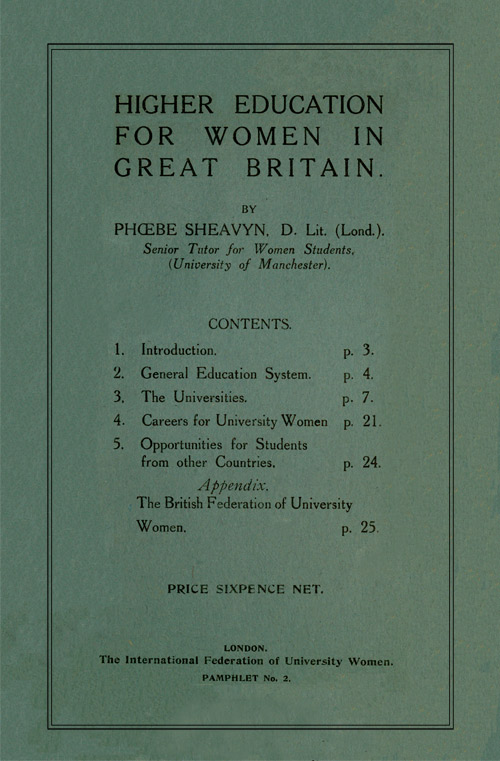 HIGHER EDUCATION
FOR WOMEN IN
GREAT BRITAIN.
BY
PHŒBE SHEAVYN, D. Lit. (Lond.).
Senior Tutor for Women Students,
(University of Manchester).
CONTENTS.
1. Introduction. p. 3.
2. General Education System. p. 4.
3. The Universities. p. 7.
4. Careers for University Women p. 21.
5. Opportunities for Students
from other Countries. p. 24.
Appendix.
The British Federation of University
Women. p. 25.
PRICE SIXPENCE NET.
LONDON.
The International Federation of University Women.
PAMPHLET No. 2.